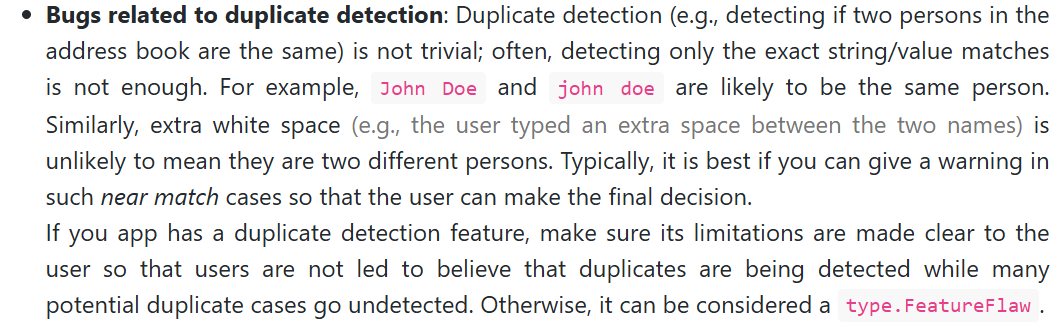 • Bugs related to duplicate detection: Duplicate detection (e.g., detecting if two persons in the
address book are the same) is not trivial; often, detecting only the exact string/value matches
is not enough. For example, John Doe and john doe are likely to be the same person.
Similarly, extra white space (e.g., the user typed an extra space between the two names) is
unlikely to mean they are two different persons. Typically, it is best if you can give a warning in
such near match cases so that the user can make the final decision.
If you app has a duplicate detection feature, make sure its limitations are made clear to the
user so that users are not led to believe that duplicates are being detected while many
potential duplicate cases go undetected. Otherwise, it can be considered a type.FeatureFlaw .